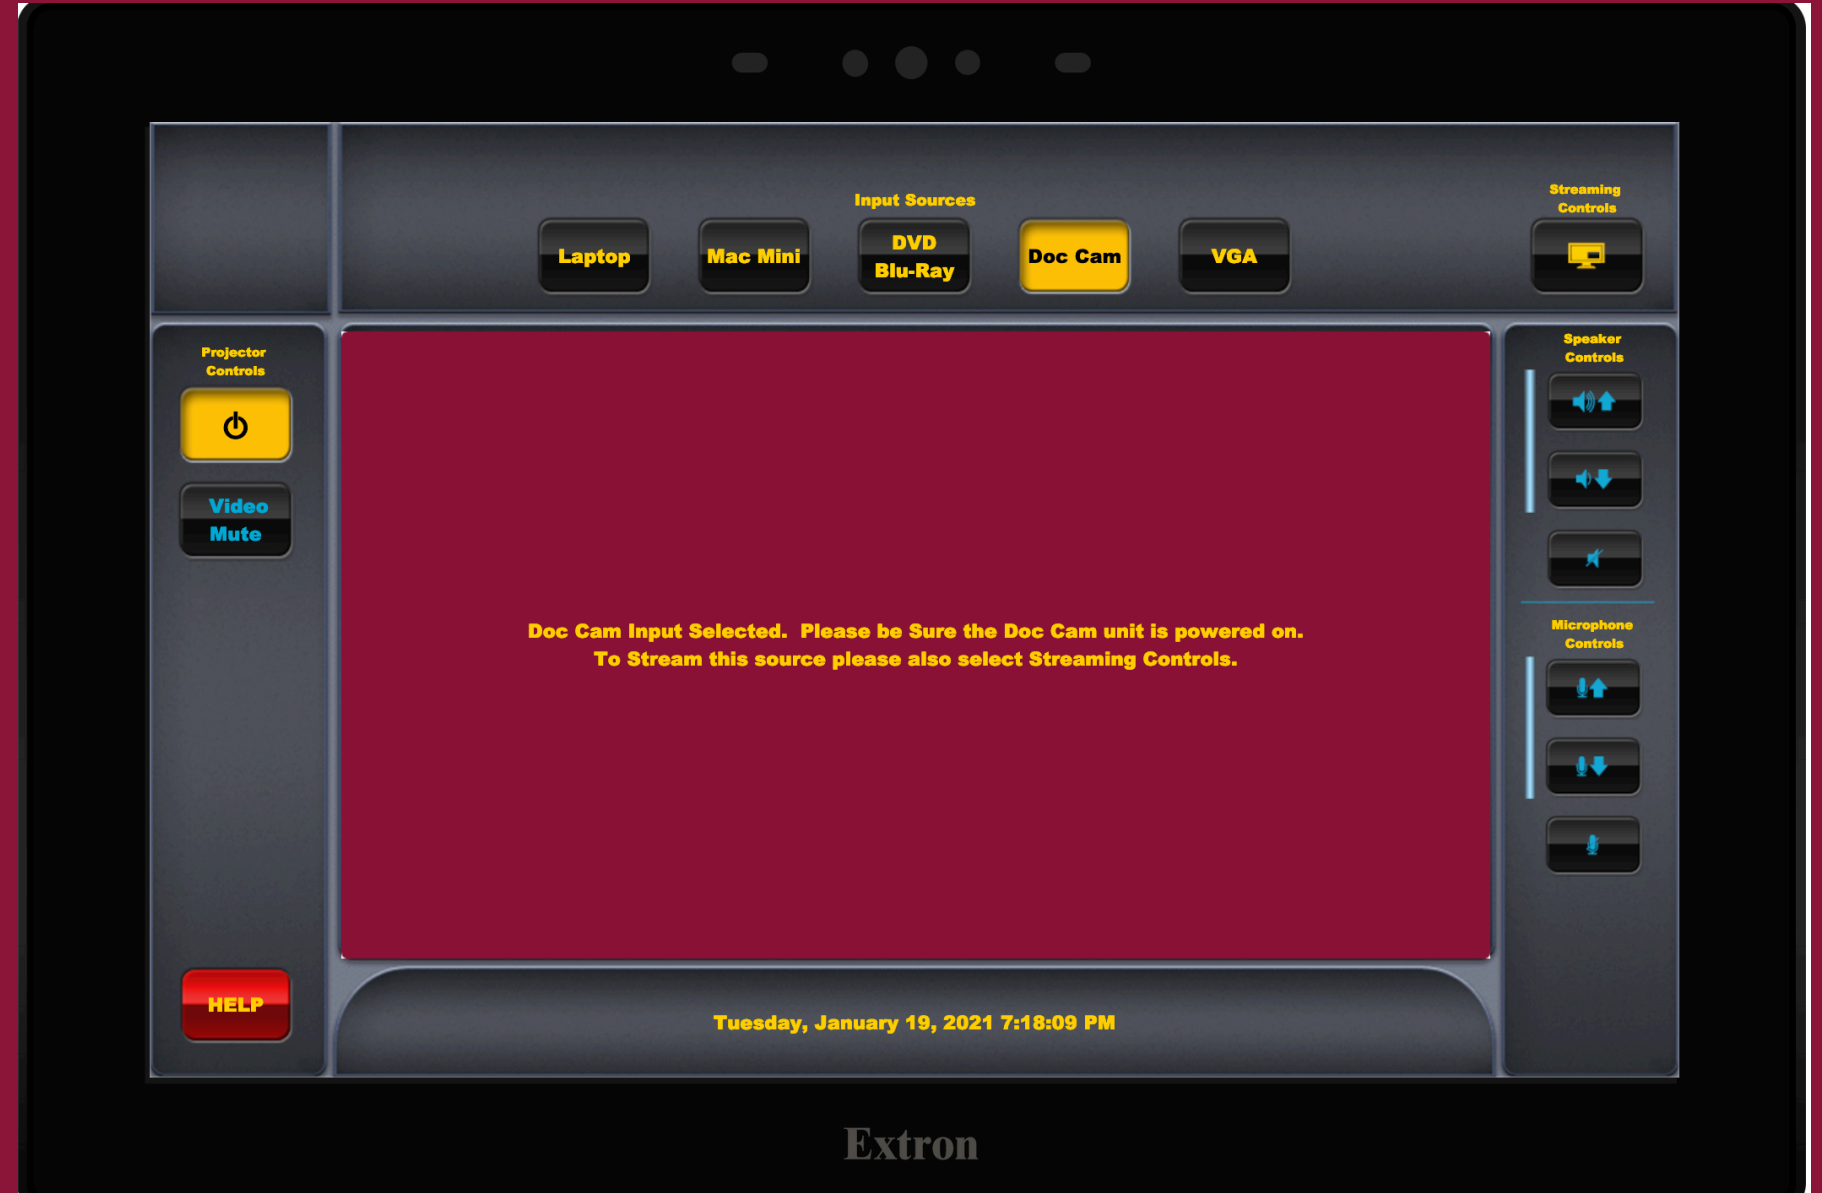 Input Sources
Streaming
Controls
Laptop
Mac Mini
DVD
Blu-Ray
Doc Cam
VGA
Projector
Controls
Video
Mute
Doc Cam Input Selected.  Please be Sure the Doc Cam unit is powered on.
To Stream this source please also select Streaming Controls.
Speaker
Controls
Microphone
Controls
HELP
Tuesday, January 19, 2021 7:18:09 PM
Extron